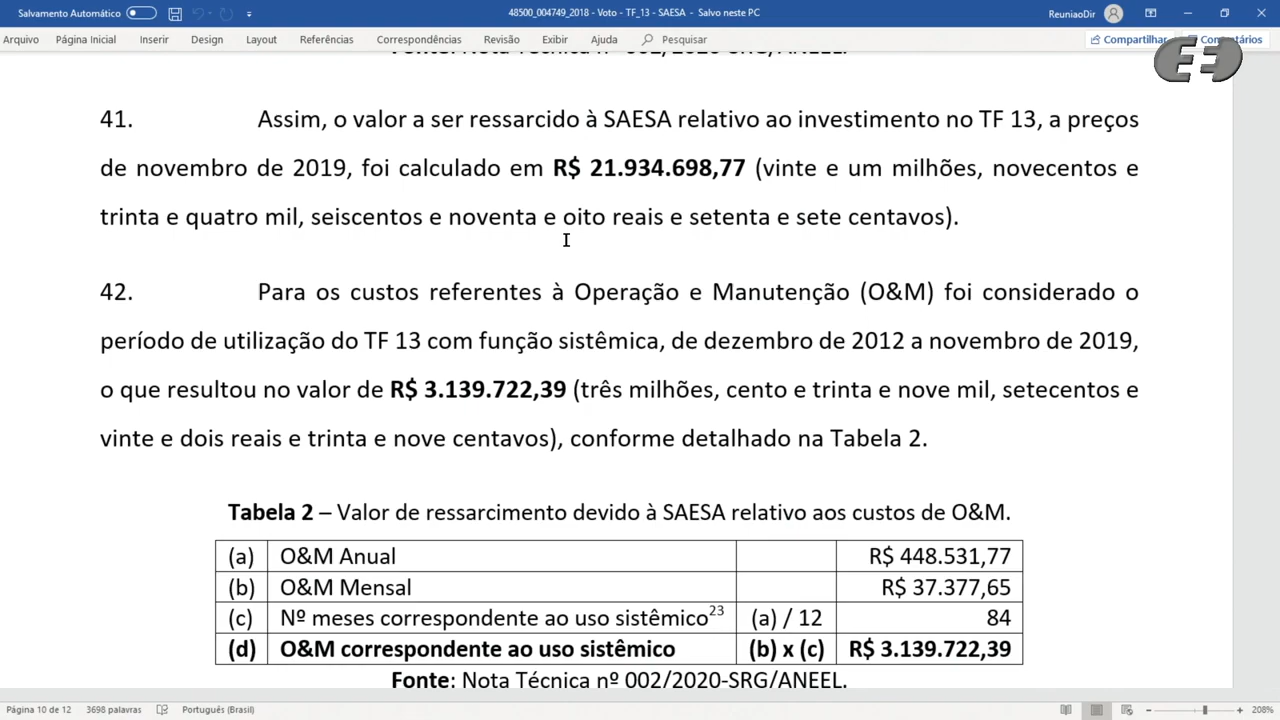 Salvamento Automático
48500_004749_2018 - Voto - TF_13 - SAESA - Salvo neste PC
ReuniaoDir
Arquivo Página Inicial Inserir Design Layout Referências Correspondências Revisão Exibir Ajuda Pesquisar Compartilhar Comentários
Fonte: Nota Técnica nº 002/2020-SRG/ANEEL.
41. Assim, o valor a ser ressarcido à SAESA relativo ao investimento no TF 13, a preços
de novembro de 2019, foi calculado em R$ 21.934.698,77 (vinte e um milhões, novecentos e
trinta e quatro mil, seiscentos e noventa e oito reais e setenta e sete centavos).
42. Para os custos referentes à Operação e Manutenção (O&M) foi considerado o
período de utilização do TF 13 com função sistêmica, de dezembro de 2012 a novembro de 2019,
o que resultou no valor de R$ 3.139.722,39 (três milhões, cento e trinta e nove mil, setecentos e
vinte e dois reais e trinta e nove centavos), conforme detalhado na Tabela 2.
Tabela 2 – Valor de ressarcimento devido à SAESA relativo aos custos de O&M.
(a) O&M Anual R$ 448.531,77
(b) O&M Mensal R$ 37.377,65
(c) Nº meses correspondente ao uso sistêmico23 (a) / 12 84
(d) O&M correspondente ao uso sistêmico (b) x (c) R$ 3.139.722,39
Fonte: Nota Técnica nº 002/2020-SRG/ANEEL.
Página 10 de 12 3698 palavras Português (Brasil) 208%